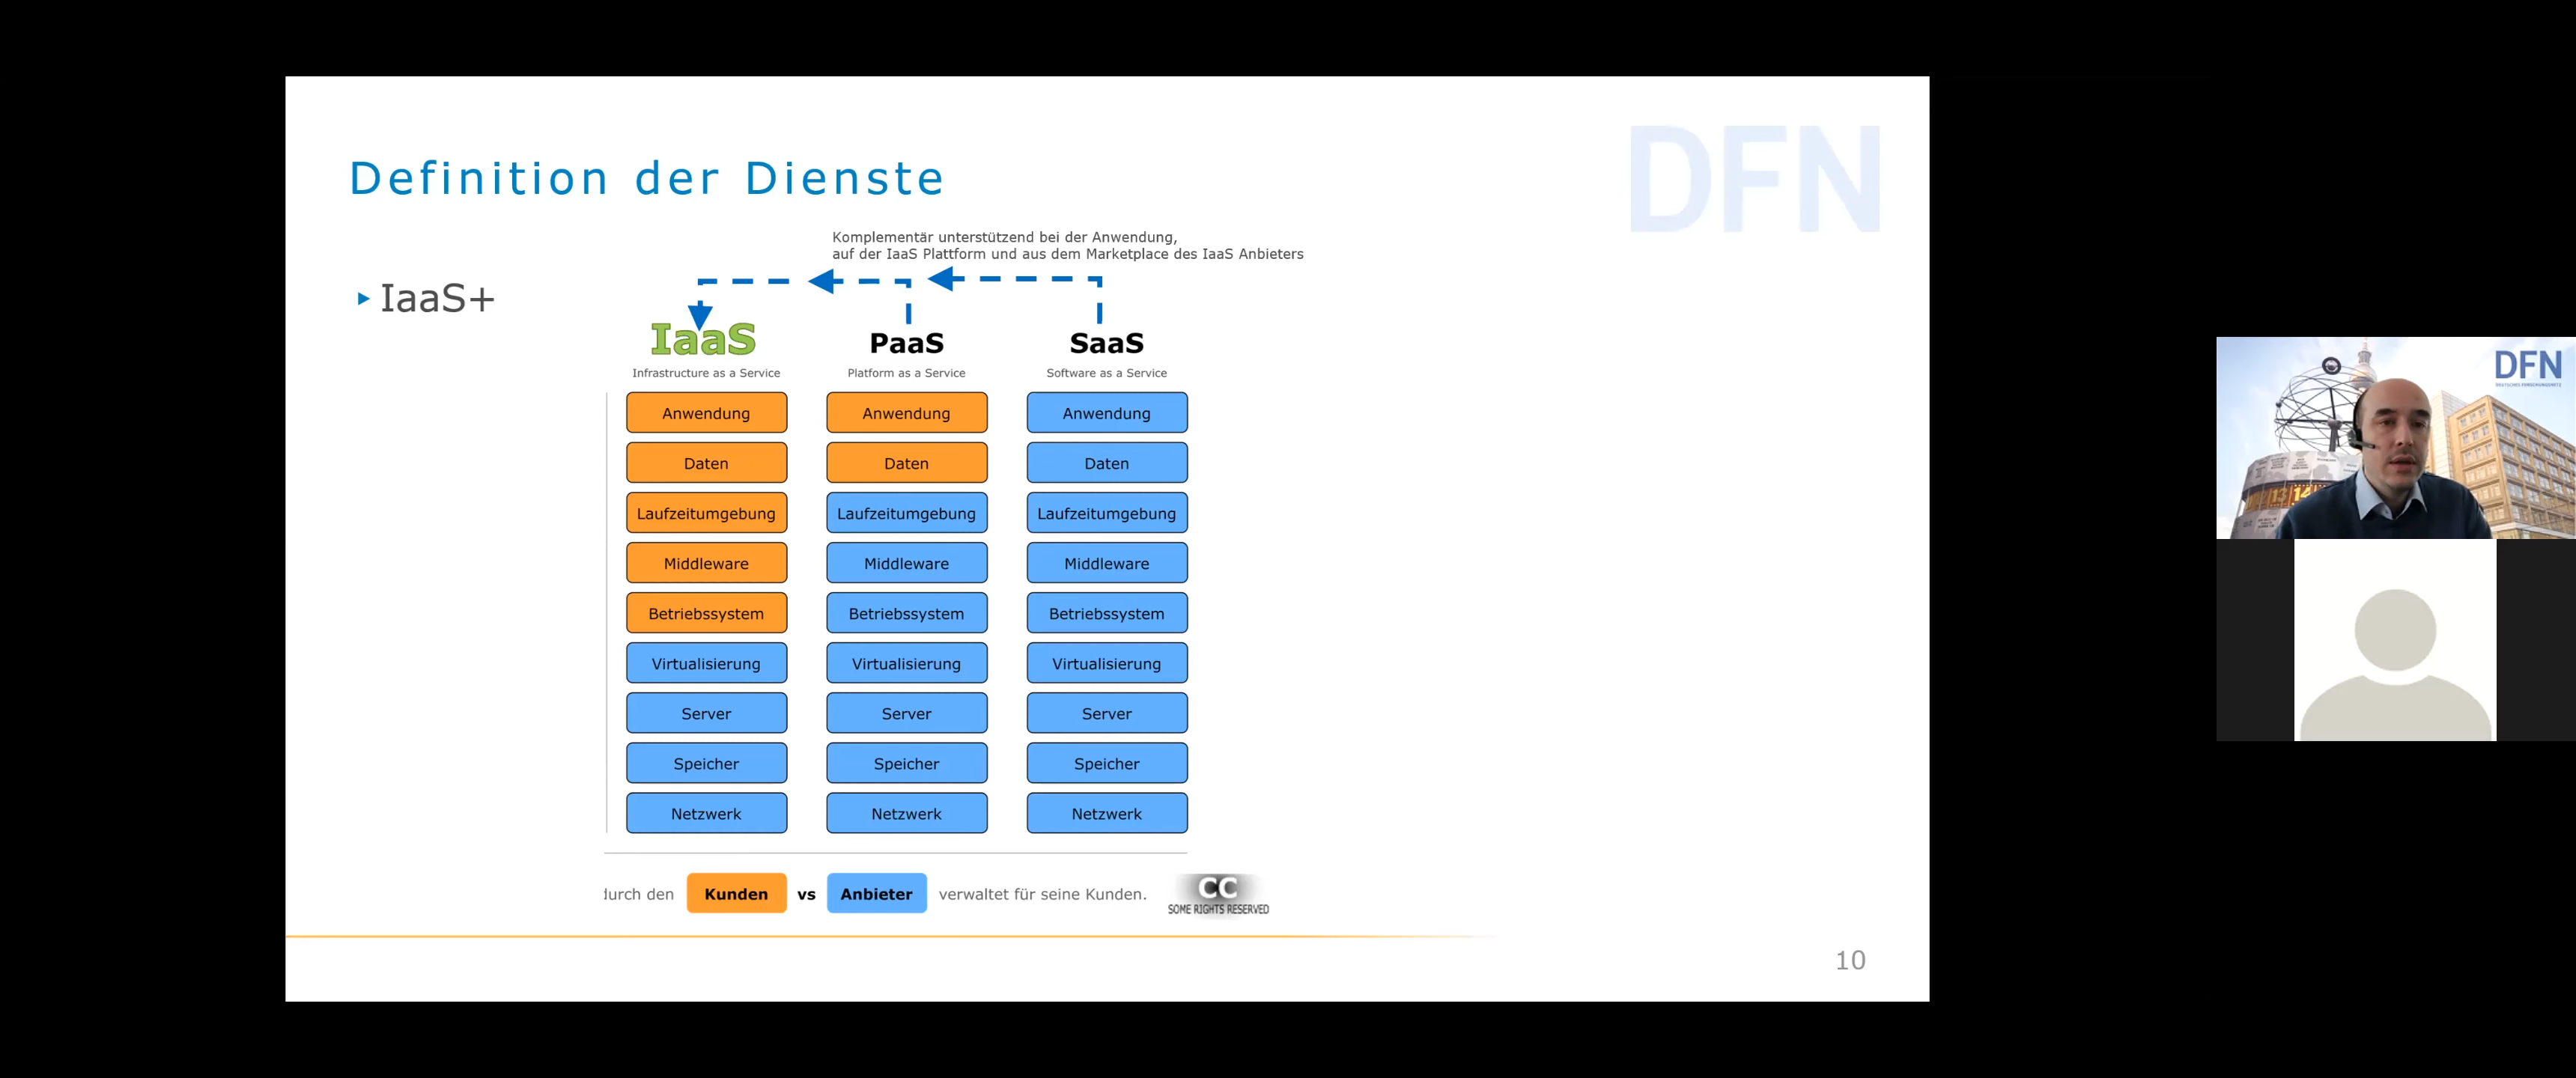 Definition der Dienste
DFN
Komplementär unterstützend bei der Anwendung,
auf der IaaS Plattform und aus dem Marketplace des IaaS Anbieters
▸ IaaS+
IaaS PaaS SaaS
Infrastructure as a Service Platform as a Service Software as a Service
Anwendung Anwendung Anwendung
Daten Daten Daten
Laufzeitumgebung Laufzeitumgebung Laufzeitumgebung
Middleware Middleware Middleware
Betriebssystem Betriebssystem Betriebssystem
Virtualisierung Virtualisierung Virtualisierung
Server Server Server
Speicher Speicher Speicher
Netzwerk Netzwerk Netzwerk
durch den Kunden vs Anbieter verwaltet für seine Kunden.
CC
SOME RIGHTS RESERVED
10
DFN
DEUTSCHES FORSCHUNGSNETZ